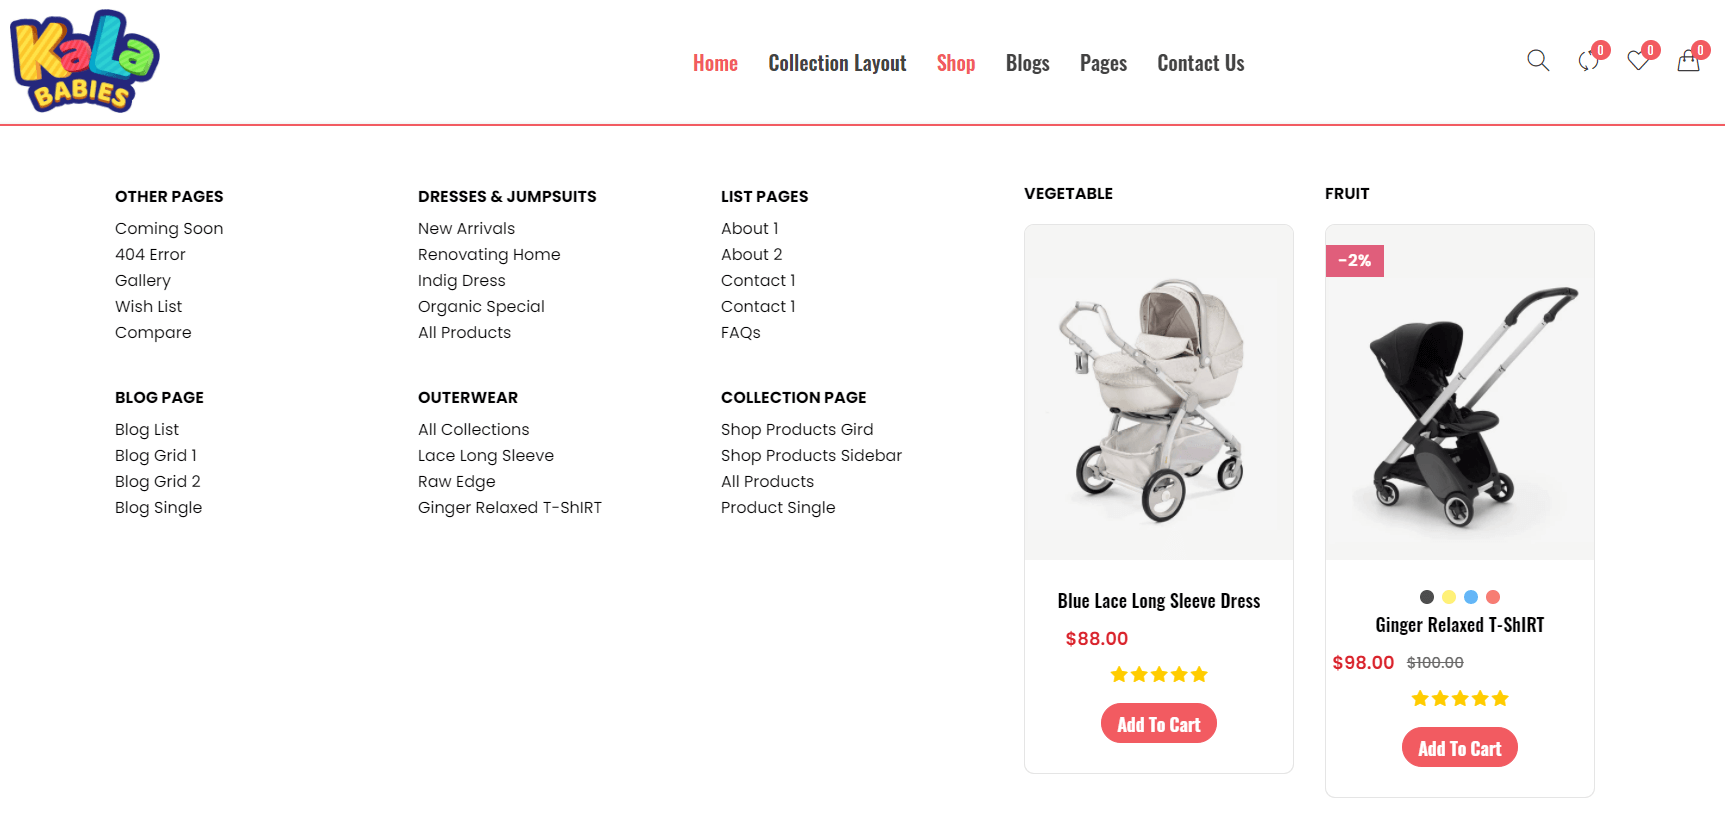 KaLa
BABIES
Home Collection Layout Shop Blogs Pages Contact Us
0 0 0
OTHER PAGES
Coming Soon
404 Error
Gallery
Wish List
Compare
DRESSES & JUMPSUITS
New Arrivals
Renovating Home
Indig Dress
Organic Special
All Products
LIST PAGES
About 1
About 2
Contact 1
Contact 1
FAQs
BLOG PAGE
Blog List
Blog Grid 1
Blog Grid 2
Blog Single
OUTERWEAR
All Collections
Lace Long Sleeve
Raw Edge
Ginger Relaxed T-ShIRT
COLLECTION PAGE
Shop Products Gird
Shop Products Sidebar
All Products
Product Single
VEGETABLE
Blue Lace Long Sleeve Dress
$88.00
Add To Cart
FRUIT
-2%
Ginger Relaxed T-ShIRT
$98.00 $100.00
Add To Cart